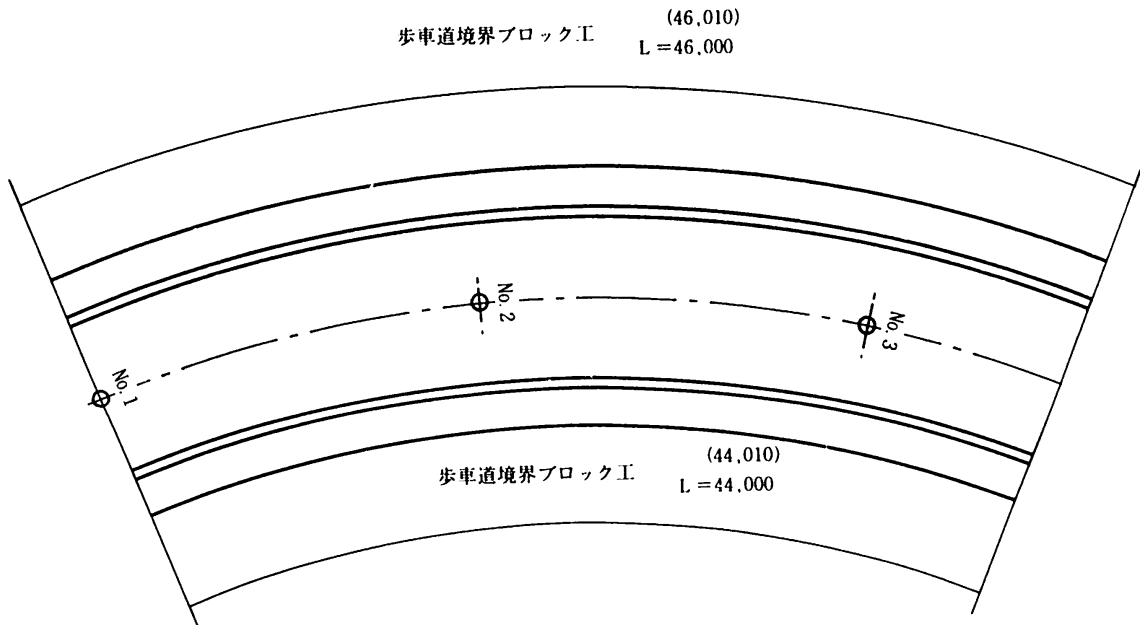 歩車道境界ブロック工
(46,010)
L=46,000
No. 1
No. 2
No. 3
歩車道境界ブロック工
(44,010)
L=44,000